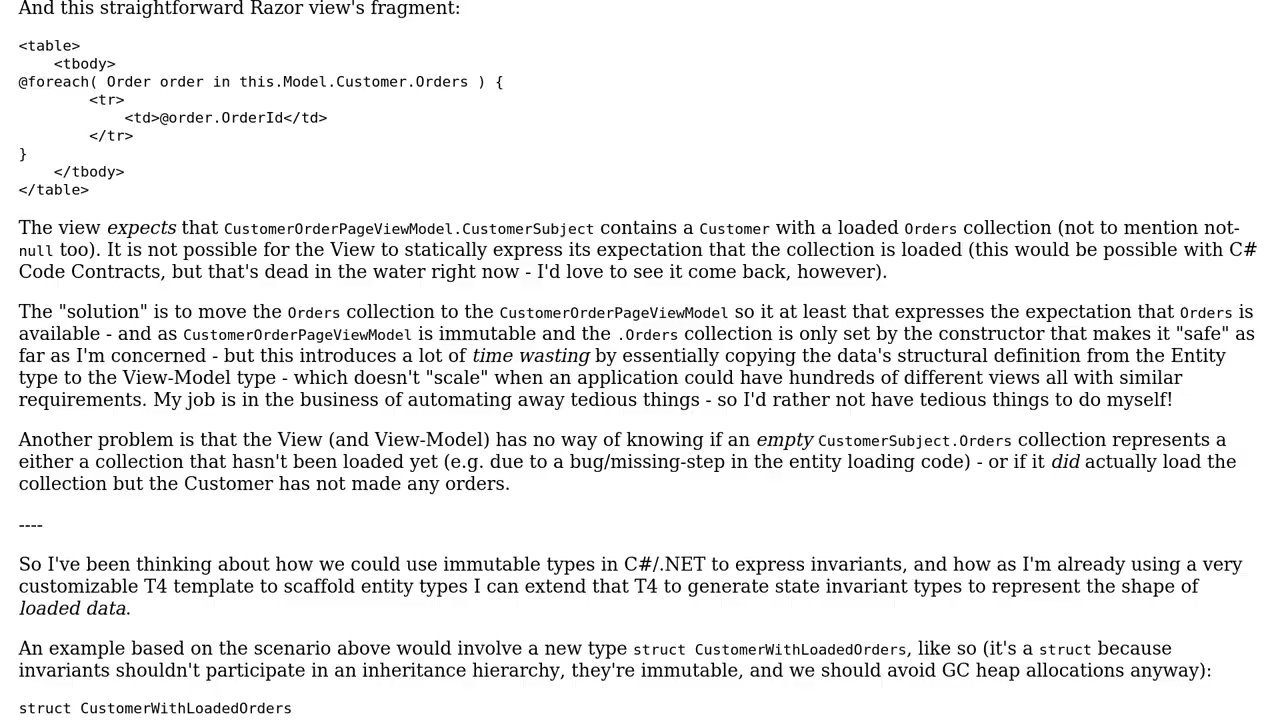 And this straightforward Razor view's fragment:
<table>
    <tbody>
@foreach( Order order in this.Model.Customer.Orders ) {
        <tr>
            <td>@order.OrderId</td>
        </tr>
}
    </tbody>
</table>
The view expects that CustomerOrderPageViewModel.CustomerSubject contains a Customer with a loaded Orders collection (not to mention not-
null too). It is not possible for the View to statically express its expectation that the collection is loaded (this would be possible with C#
Code Contracts, but that's dead in the water right now - I'd love to see it come back, however).
The "solution" is to move the Orders collection to the CustomerOrderPageViewModel so it at least that expresses the expectation that Orders is
available - and as CustomerOrderPageViewModel is immutable and the .Orders collection is only set by the constructor that makes it "safe" as
far as I'm concerned - but this introduces a lot of time wasting by essentially copying the data's structural definition from the Entity
type to the View-Model type - which doesn't "scale" when an application could have hundreds of different views all with similar
requirements. My job is in the business of automating away tedious things - so I'd rather not have tedious things to do myself!
Another problem is that the View (and View-Model) has no way of knowing if an empty CustomerSubject.Orders collection represents a
either a collection that hasn't been loaded yet (e.g. due to a bug/missing-step in the entity loading code) - or if it did actually load the
collection but the Customer has not made any orders.
----
So I've been thinking about how we could use immutable types in C#/.NET to express invariants, and how as I'm already using a very
customizable T4 template to scaffold entity types I can extend that T4 to generate state invariant types to represent the shape of
loaded data.
An example based on the scenario above would involve a new type struct CustomerWithLoadedOrders, like so (it's a struct because
invariants shouldn't participate in an inheritance hierarchy, they're immutable, and we should avoid GC heap allocations anyway):
struct CustomerWithLoadedOrders